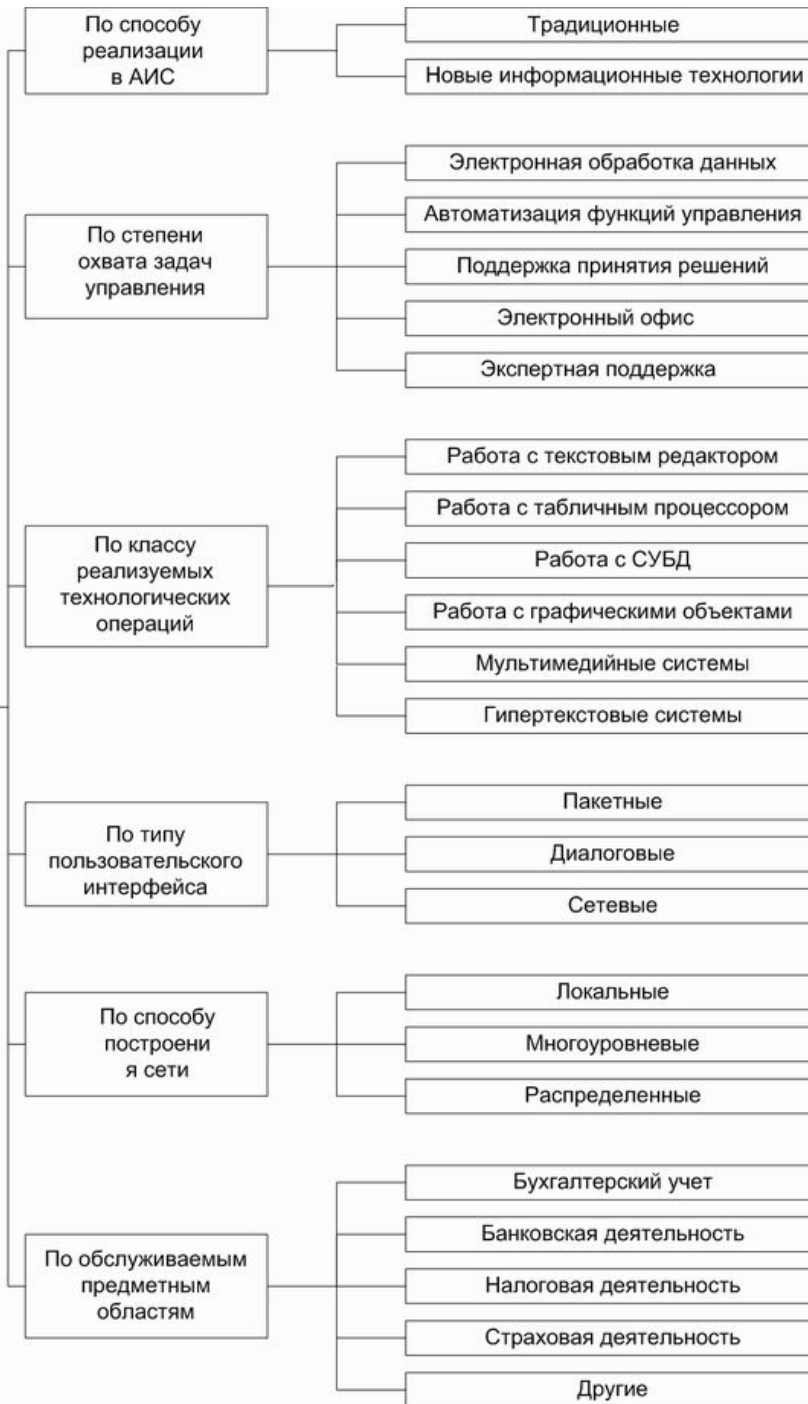 По способу
реализации
в АИС
Традиционные
Новые информационные технологии
По степени
охвата задач
управления
Электронная обработка данных
Автоматизация функций управления
Поддержка принятия решений
Электронный офис
Экспертная поддержка
По классу
реализуемых
технологических
операций
Работа с текстовым редактором
Работа с табличным процессором
Работа с СУБД
Работа с графическими объектами
Мультимедийные системы
Гипертекстовые системы
По типу
пользовательского
интерфейса
Пакетные
Диалоговые
Сетевые
По способу
построени
я сети
Локальные
Многоуровневые
Распределенные
По обслуживаемым
предметным
областям
Бухгалтерский учет
Банковская деятельность
Налоговая деятельность
Страховая деятельность
Другие